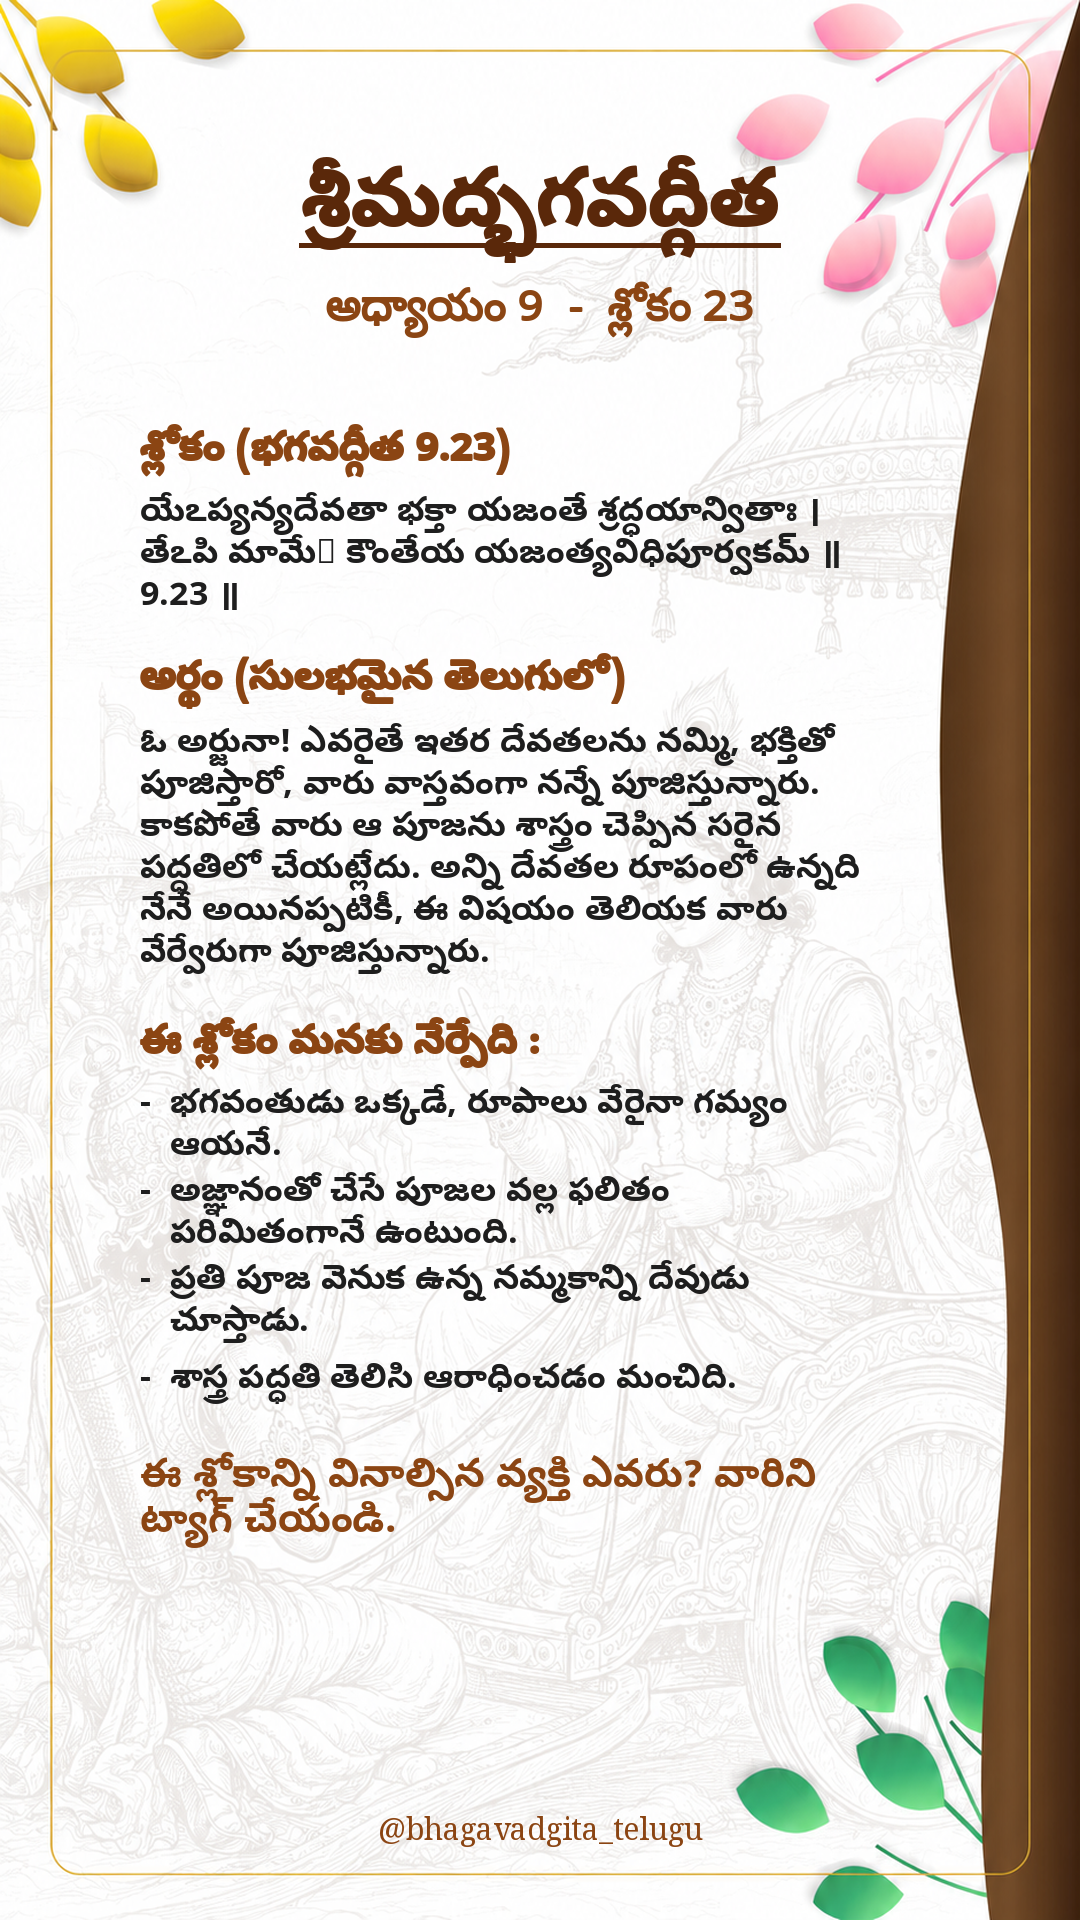 శ్రీమద్భగవద్గీత
అధ్యాయం 9 - శ్లోకం 23
శ్లోకం (భగవద్గీత 9.23)
యేఽప్యన్యదేవతా భక్తా యజంతే శ్రద్ధయాన్వితాః |
తేఽపి మామే కౌంతేయ యజంత్యవిధిపూర్వకమ్ ||
9.23 ||
అర్థం (సులభమైన తెలుగులో)
ఓ అర్జునా! ఎవరైతే ఇతర దేవతలను నమ్మి, భక్తితో
పూజిస్తారో, వారు వాస్తవంగా నన్నే పూజిస్తున్నారు.
కాకపోతే వారు ఆ పూజను శాస్త్రం చెప్పిన సరైన
పద్ధతిలో చేయట్లేదు. అన్ని దేవతల రూపంలో ఉన్నది
నేనే అయినప్పటికీ, ఈ విషయం తెలియక వారు
వేర్వేరుగా పూజిస్తున్నారు.
ఈ శ్లోకం మనకు నేర్పేది :
- భగవంతుడు ఒక్కడే, రూపాలు వేరైనా గమ్యం
ఆయనే.
- అజ్ఞానంతో చేసే పూజల వల్ల ఫలితం
పరిమితంగానే ఉంటుంది.
- ప్రతి పూజ వెనుక ఉన్న నమ్మకాన్ని దేవుడు
చూస్తాడు.
- శాస్త్ర పద్ధతి తెలిసి ఆరాధించడం మంచిది.
ఈ శ్లోకాన్ని వినాల్సిన వ్యక్తి ఎవరు? వారిని
ట్యాగ్ చేయండి.
@bhagavadgita_telugu